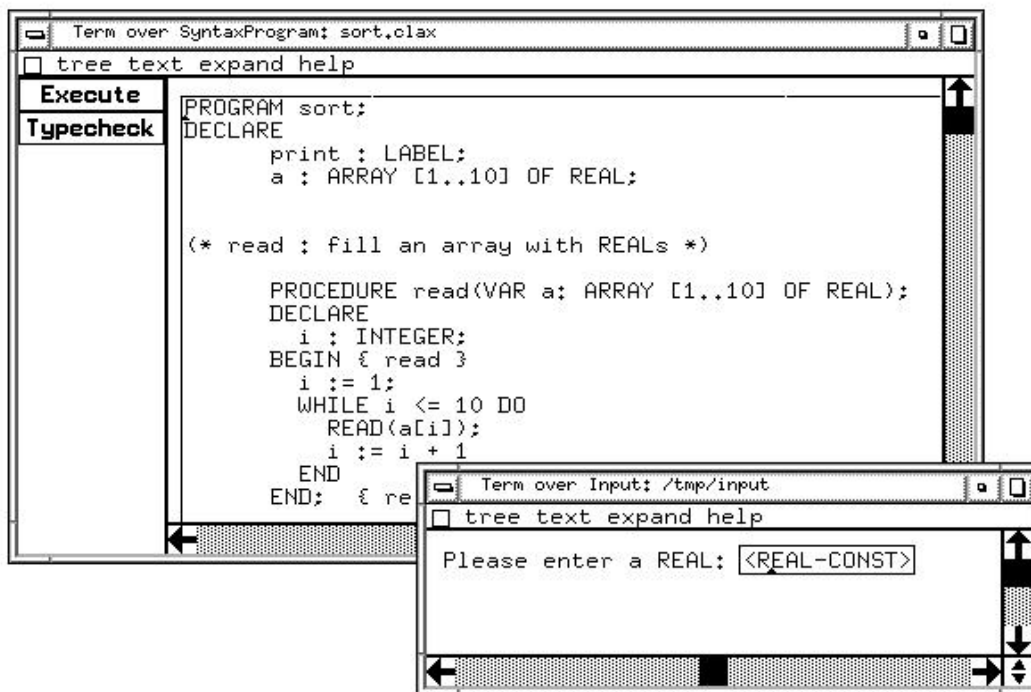 Term over SyntaxProgram: sort.clax
tree text expand help
Execute
Typecheck
PROGRAM sort;
DECLARE
print : LABEL;
a : ARRAY [1..10] OF REAL;
(* read : fill an array with REALs *)
PROCEDURE read(VAR a: ARRAY [1..10] OF REAL);
DECLARE
i : INTEGER;
BEGIN { read }
i := 1;
WHILE i <= 10 DO
READ(a[i]);
i := i + 1
END
END; { re
Term over Input: /tmp/input
tree text expand help
Please enter a REAL: <REAL-CONST>